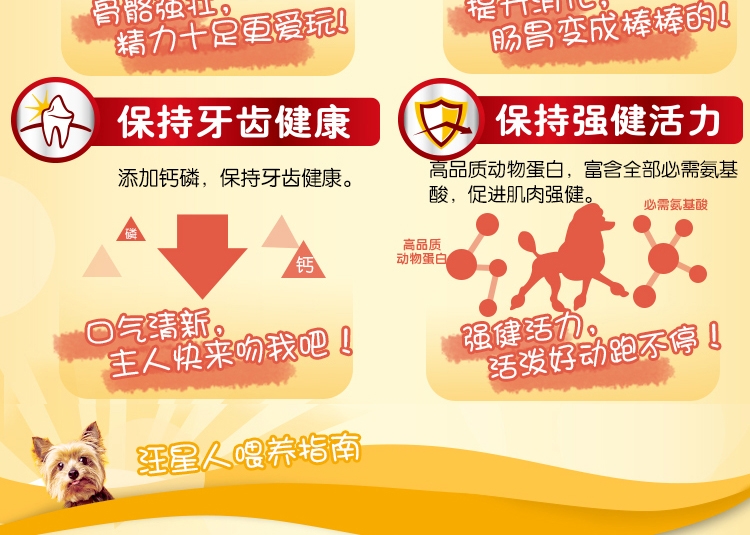 骨骼强壮，
精力十足更爱玩!
提升消化，
肠胃变成棒棒的!
保持牙齿健康
保持强健活力
添加钙磷，保持牙齿健康。
高品质动物蛋白，富含全部必需氨基
酸，促进肌肉强健。
磷
钙
高品质
动物蛋白
必需氨基酸
口气清新，
主人快来吻我吧！
强健活力，
活泼好动跑不停！
汪星人喂养指南